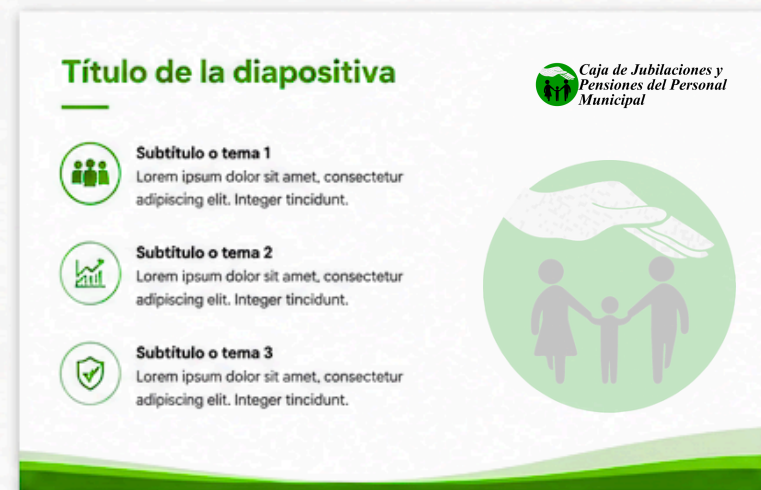 Título de la diapositiva
Caja de Jubilaciones y
Pensiones del Personal
Municipal
Subtítulo o tema 1
Lorem ipsum dolor sit amet, consectetur
adipiscing elit. Integer tincidunt.
Subtítulo o tema 2
Lorem ipsum dolor sit amet, consectetur
adipiscing elit. Integer tincidunt.
Subtítulo o tema 3
Lorem ipsum dolor sit amet, consectetur
adipiscing elit. Integer tincidunt.